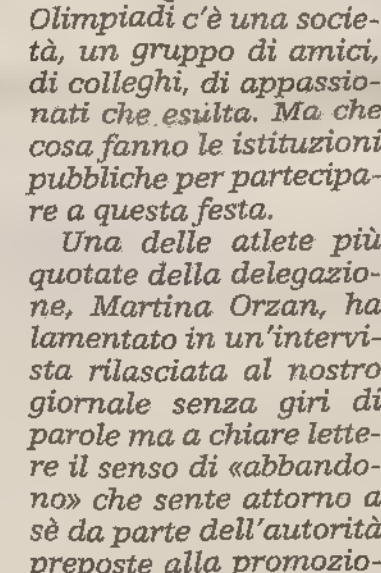 Olimpiadi c'è una socie-
tà, un gruppo di amici,
di colleghi, di appassio-
nati che esulta. Ma che
cosa fanno le istituzioni
pubbliche per partecipa-
re a questa festa.
Una delle atlete più
quotate della delegazio-
ne, Martina Orzan, ha
lamentato in un'intervi-
sta rilasciata al nostro
giornale senza giri di
parole ma a chiare lette-
re il senso di «abbando-
no» che sente attorno a
sè da parte dell'autorità
preposte alla promozio-